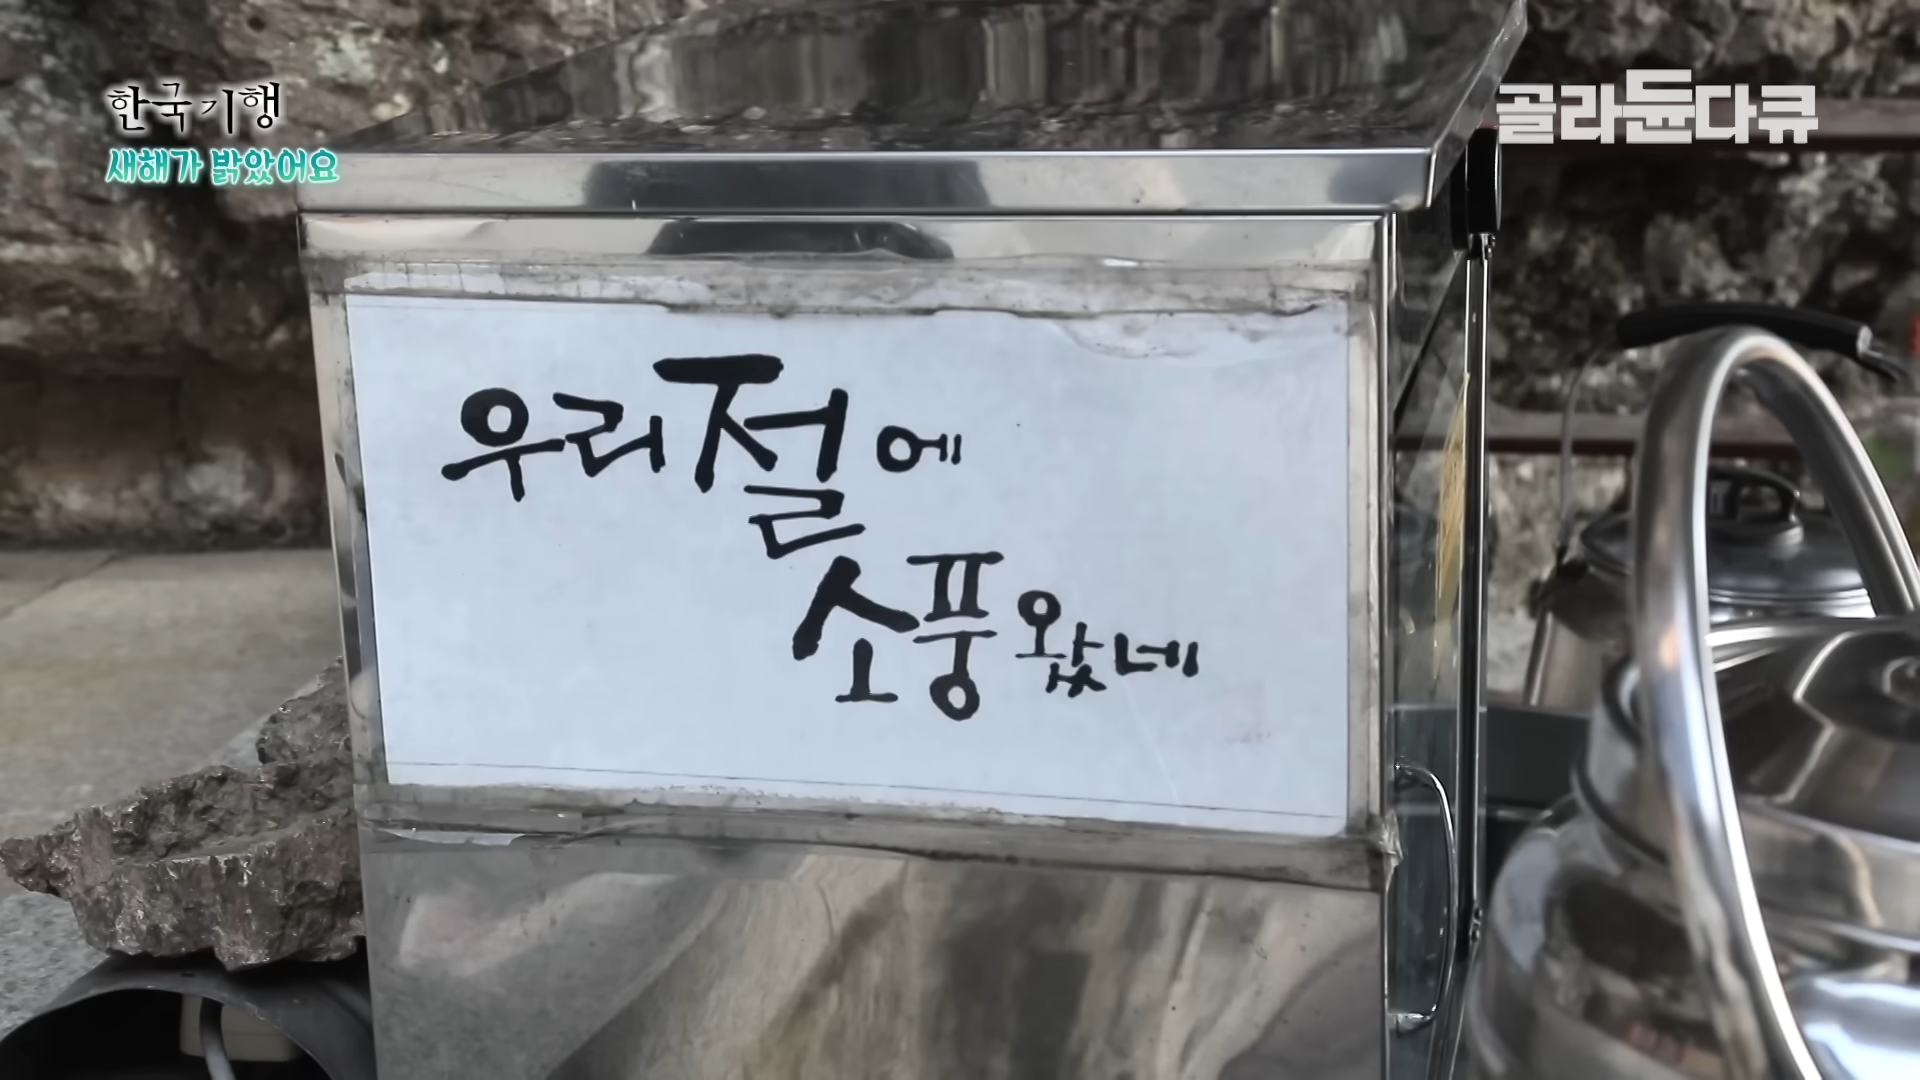 한국기행
새해가 밝았어요
골라듄다큐
우리 절에
소풍 왔네